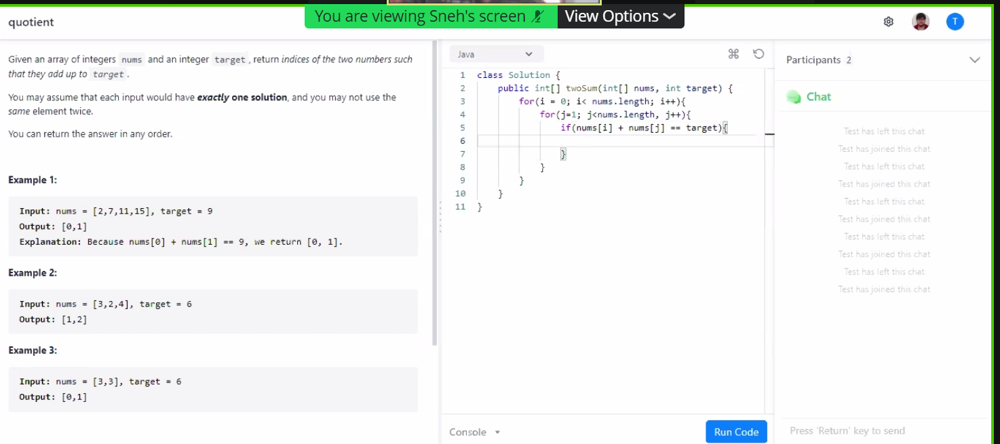 You are viewing Sneh's screen View Options
quotient
T
Given an array of integers nums and an integer target, return indices of the two numbers such
that they add up to target.
You may assume that each input would have exactly one solution, and you may not use the
same element twice.
You can return the answer in any order.
Example 1:
Input: nums = [2,7,11,15], target = 9
Output: [0,1]
Explanation: Because nums[0] + nums[1] == 9, we return [0, 1].
Example 2:
Input: nums = [3,2,4], target = 6
Output: [1,2]
Example 3:
Input: nums = [3,3], target = 6
Output: [0,1]
Java
1 class Solution {
2 public int[] twoSum(int[] nums, int target) {
3 for(i = 0; i< nums.length; i++){
4 for(j=1; j<nums.length, j++){
5 if(nums[i] + nums[j] == target){
6
7 }
8 }
9 }
10 }
11 }
Console
Run Code
Participants 2
Chat
Test has left this chat
Test has joined this chat
Test has left this chat
Test has joined this chat
Test has left this chat
Test has joined this chat
Test has left this chat
Test has joined this chat
Test has left this chat
Test has joined this chat
Press 'Return' key to send